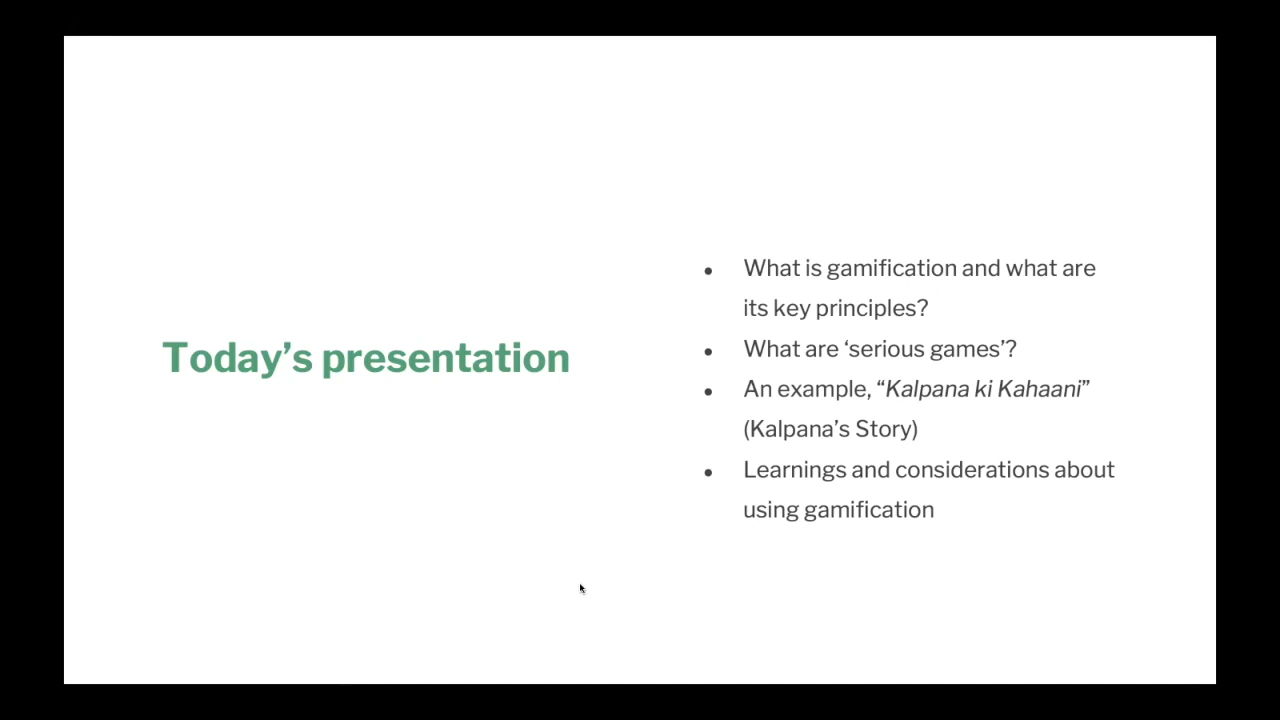 Today’s presentation
● What is gamification and what are
its key principles?
● What are ‘serious games’?
● An example, “Kalpana ki Kahaani”
(Kalpana’s Story)
● Learnings and considerations about
using gamification